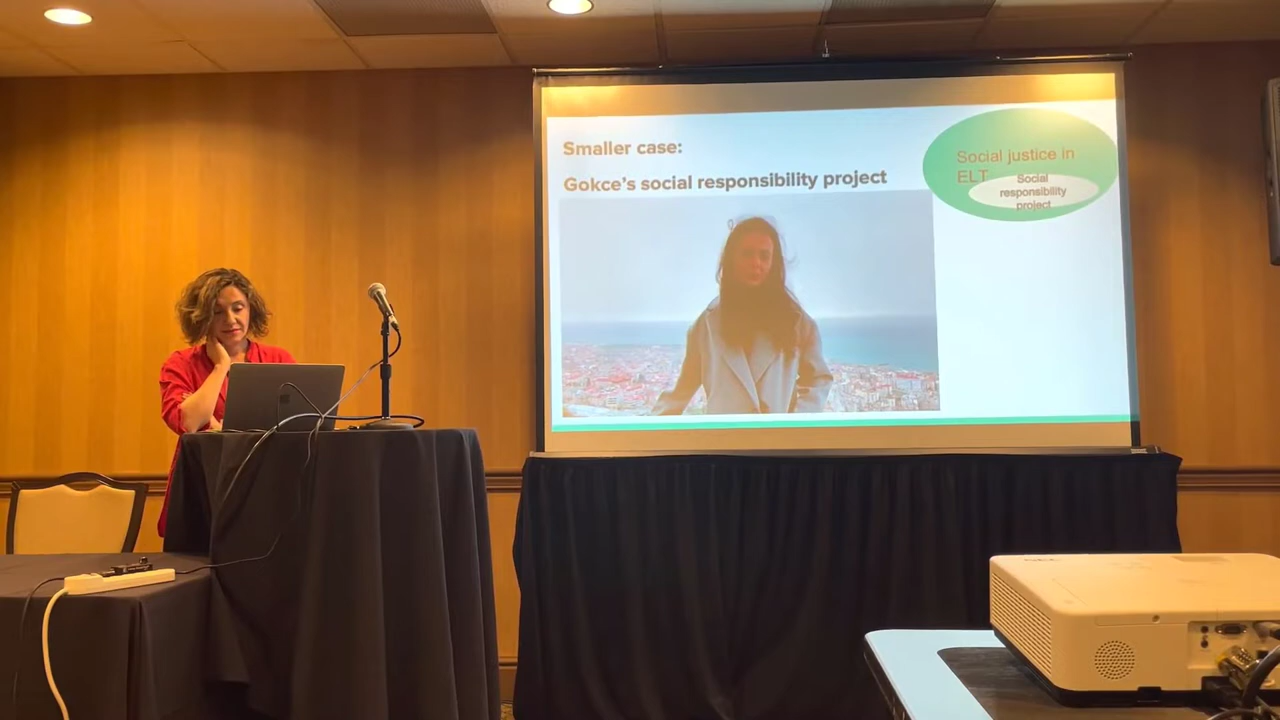 Smaller case:
Gokce's social responsibility project
Social justice in
ELT
Social
responsibility
project